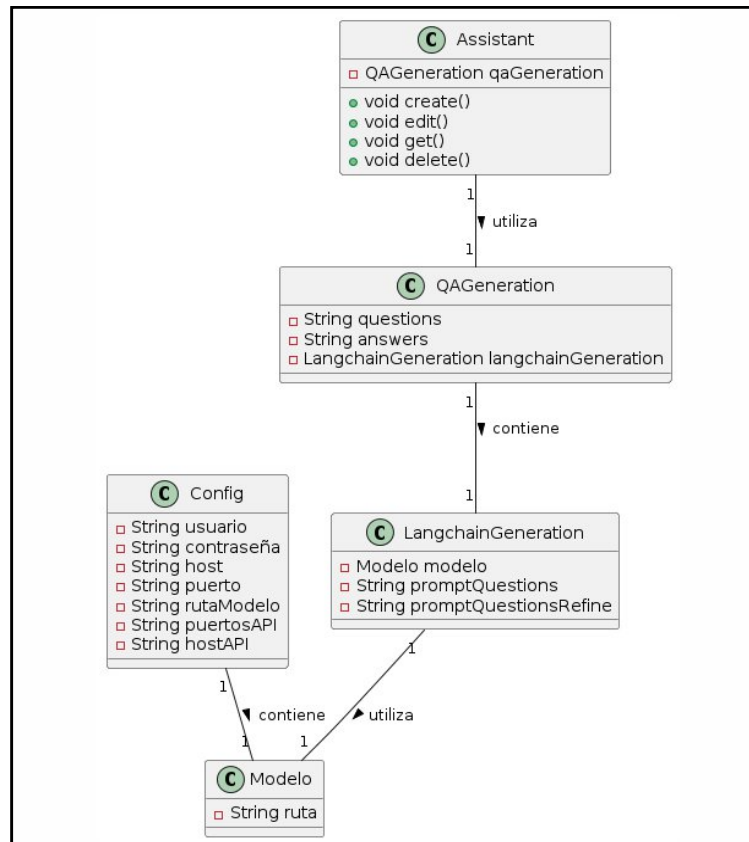 C Assistant
QAGeneration qaGeneration
void create()
void edit()
void get()
void delete()
1
utiliza
1
C QAGeneration
String questions
String answers
LangchainGeneration langchainGeneration
1
contiene
1
C Config
String usuario
String contraseña
String host
String puerto
String rutaModelo
String puertosAPI
String hostAPI
C LangchainGeneration
Modelo modelo
String promptQuestions
String promptQuestionsRefine
1
contiene
1
1
utiliza
1
C Modelo
String ruta